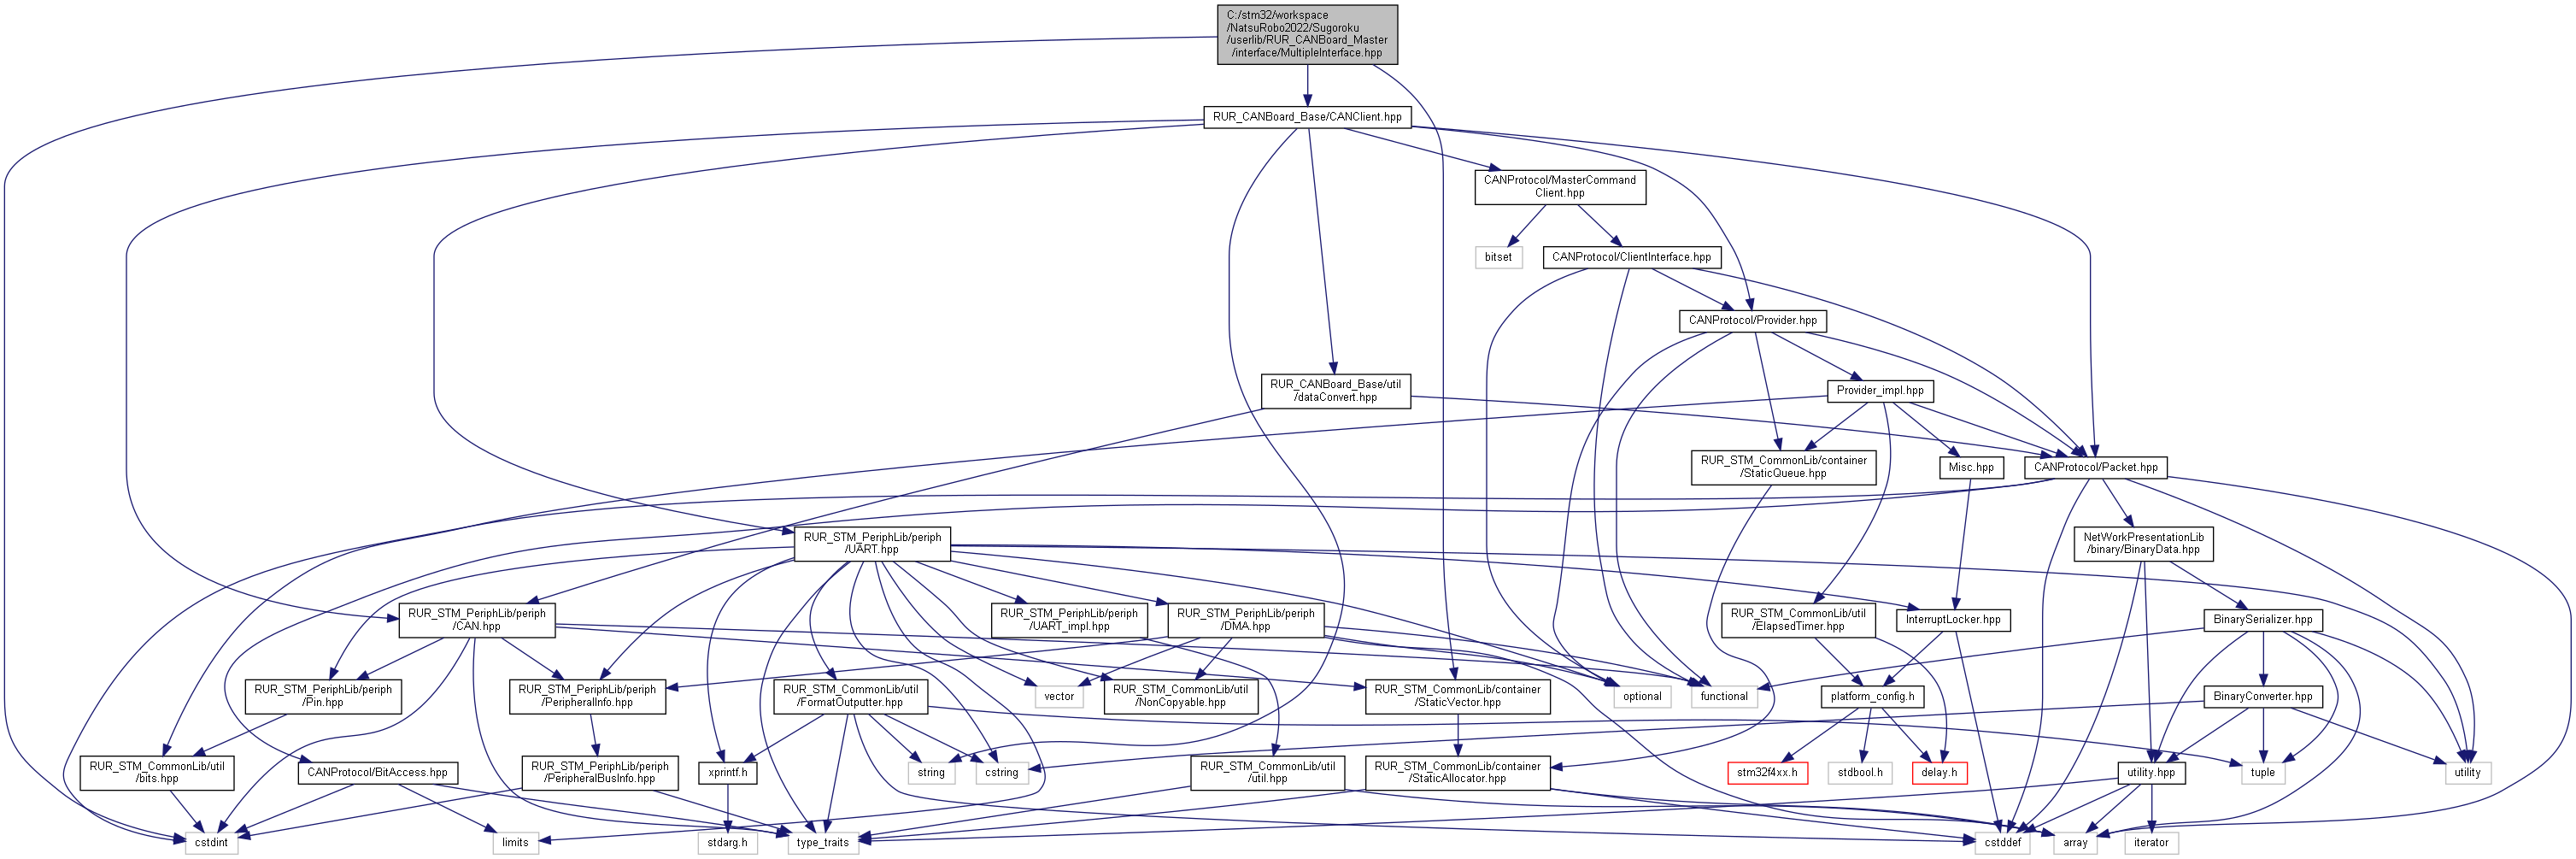 C:/stm32/workspace
/NatsuRobo2022/Sugoroku
/userlib/RUR_CANBoard_Master
/interface/MultipleInterface.hpp
RUR_CANBoard_Base/CANClient.hpp
CANProtocol/MasterCommand
Client.hpp
bitset
CANProtocol/ClientInterface.hpp
CANProtocol/Provider.hpp
RUR_CANBoard_Base/util
/dataConvert.hpp
Provider_impl.hpp
RUR_STM_CommonLib/container
/StaticQueue.hpp
Misc.hpp
CANProtocol/Packet.hpp
RUR_STM_PeriphLib/periph
/UART.hpp
NetWorkPresentationLib
/binary/BinaryData.hpp
RUR_STM_PeriphLib/periph
/CAN.hpp
RUR_STM_PeriphLib/periph
/UART_impl.hpp
RUR_STM_PeriphLib/periph
/DMA.hpp
RUR_STM_CommonLib/util
/ElapsedTimer.hpp
InterruptLocker.hpp
BinarySerializer.hpp
RUR_STM_PeriphLib/periph
/Pin.hpp
RUR_STM_PeriphLib/periph
/PeripheralInfo.hpp
RUR_STM_CommonLib/util
/FormatOutputter.hpp
vector
RUR_STM_CommonLib/util
/NonCopyable.hpp
RUR_STM_CommonLib/container
/StaticVector.hpp
optional
functional
platform_config.h
BinaryConverter.hpp
RUR_STM_CommonLib/util
/bits.hpp
CANProtocol/BitAccess.hpp
RUR_STM_PeriphLib/periph
/PeripheralBusInfo.hpp
xprintf.h
string
cstring
RUR_STM_CommonLib/util
/util.hpp
RUR_STM_CommonLib/container
/StaticAllocator.hpp
stm32f4xx.h
stdbool.h
delay.h
utility.hpp
tuple
utility
cstdint
limits
stdarg.h
type_traits
cstddef
array
iterator